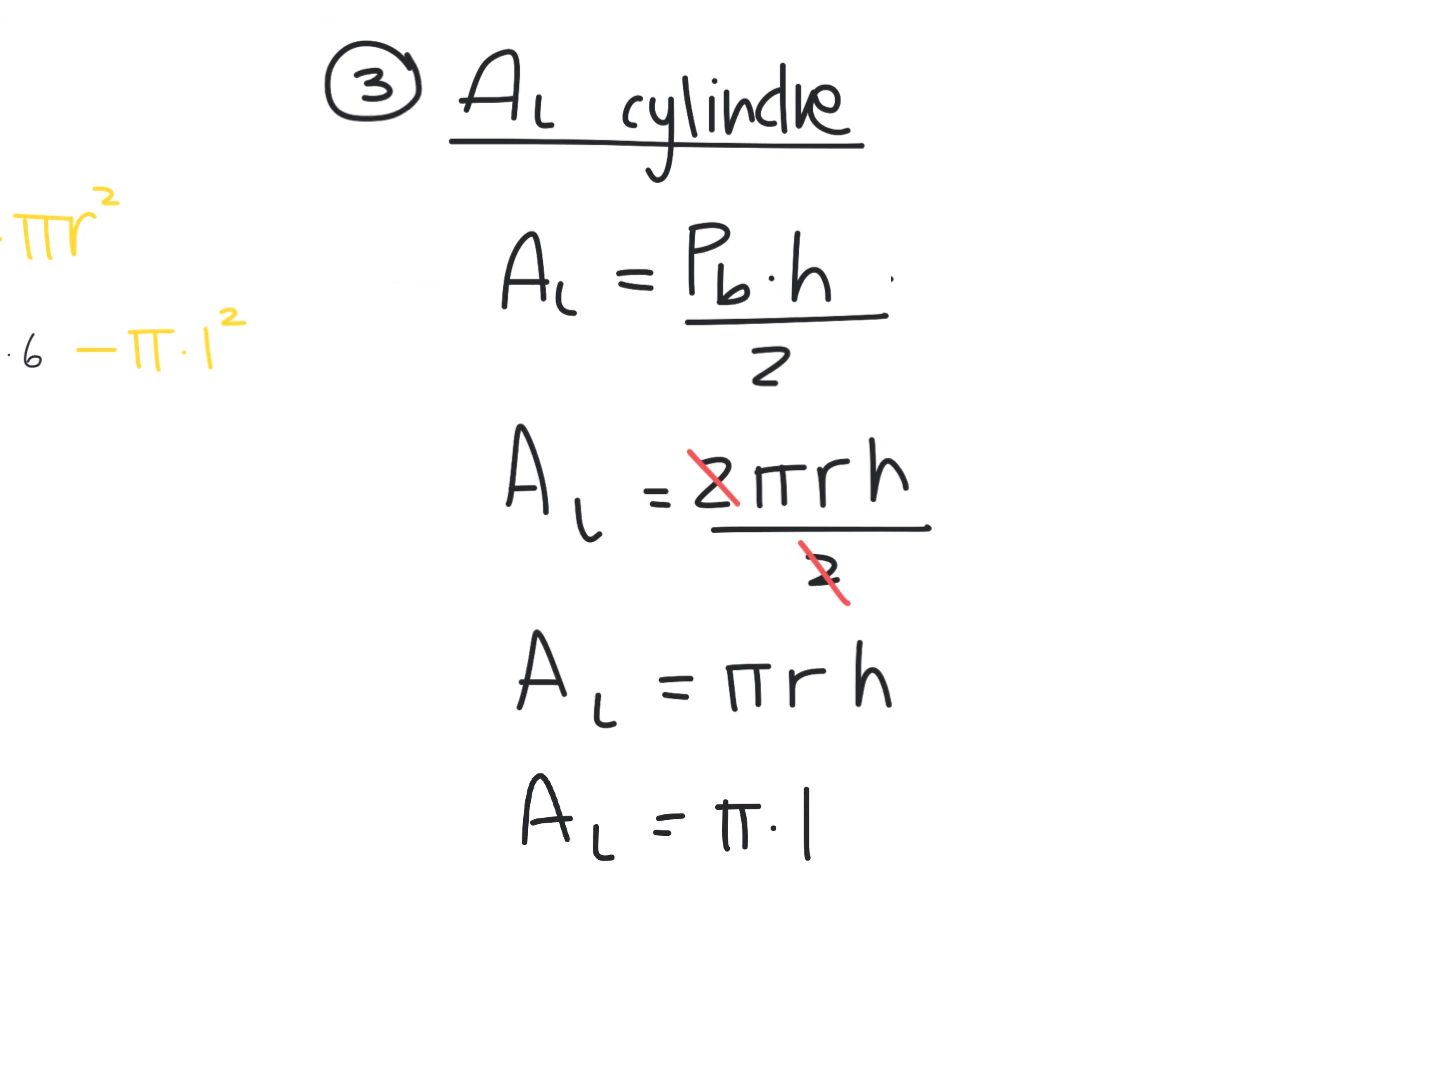 ③ AL cylindre
- πr²
· 6 - π · 1²
AL = Pb · h
2
AL = 2πrh
2
AL = πrh
AL = π · 1